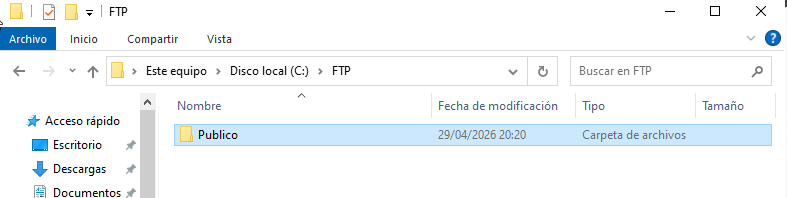 FTP
Archivo Inicio Compartir Vista
Este equipo Disco local (C:) FTP Buscar en FTP
Nombre Fecha de modificación Tipo Tamaño
Acceso rápido
Publico 29/04/2026 20:20 Carpeta de archivos
Escritorio
Descargas
Documentos